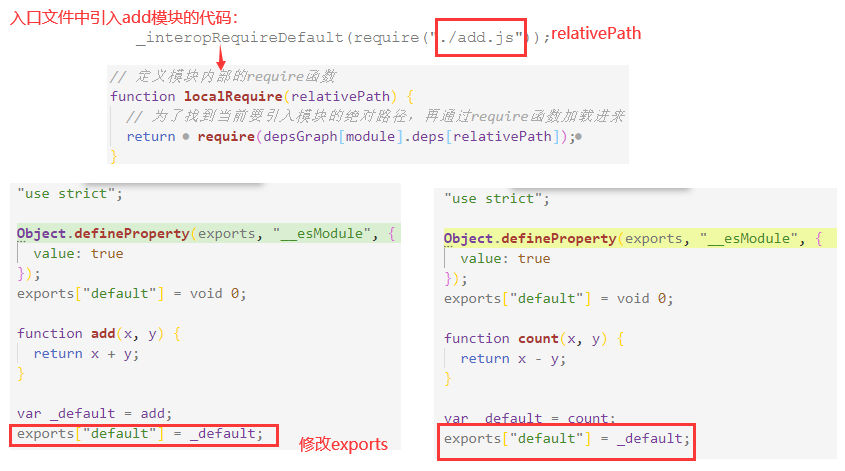 入口文件中引入add模块的代码：
_interopRequireDefault(require("./add.js"));relativePath
// 定义模块内部的require函数
function localRequire(relativePath) {
// 为了找到当前要引入模块的绝对路径，再通过require函数加载进来
return require(depsGraph[module].deps[relativePath]);
}
"use strict";
Object.defineProperty(exports, "__esModule", {
value: true
});
exports["default"] = void 0;
function add(x, y) {
return x + y;
}
var _default = add;
exports["default"] = _default;
修改exports
"use strict";
Object.defineProperty(exports, "__esModule", {
value: true
});
exports["default"] = void 0;
function count(x, y) {
return x - y;
}
var _default = count;
exports["default"] = _default;